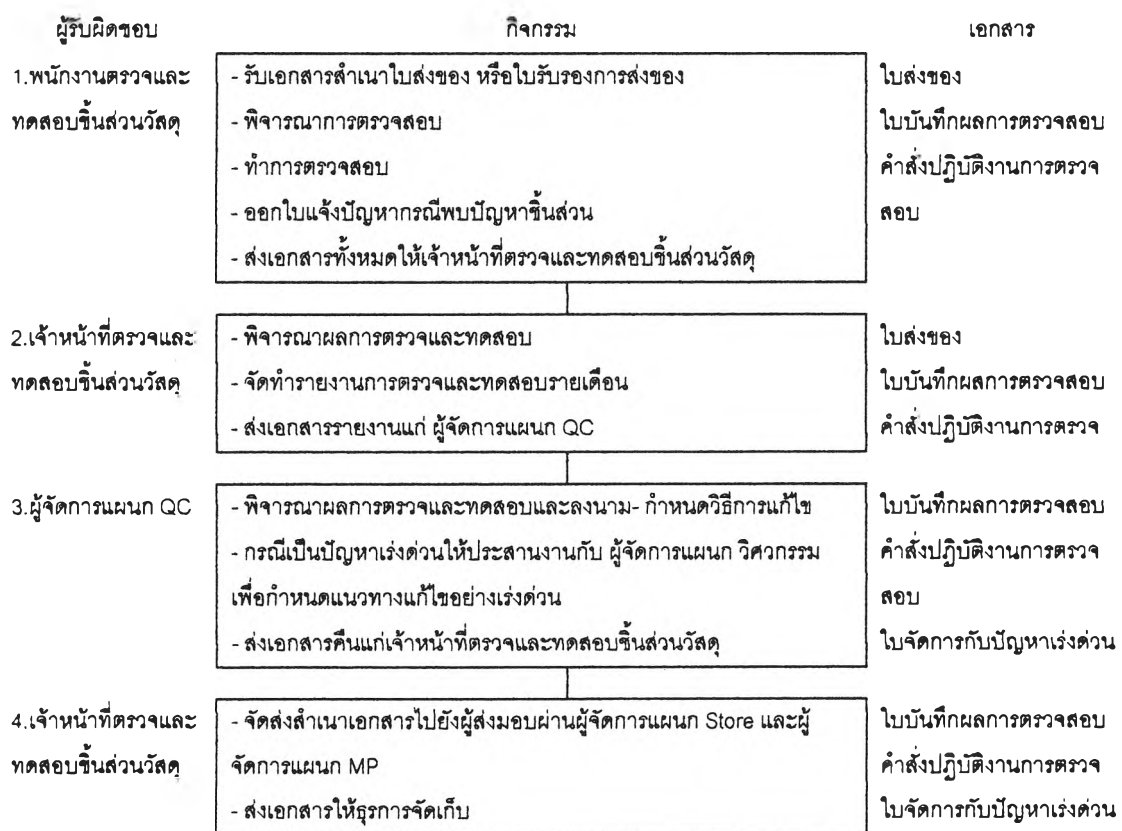 ผู้รับผิดชอบ กิจกรรม เอกสาร
1.พนักงานตรวจและ - รับเอกสารสำเนาใบส่งของ หรือใบรับรองการส่งของ ใบส่งของ
ทดสอบชิ้นส่วนวัสดุ - พิจารณาการตรวจสอบ ใบบันทึกผลการตรวจสอบ
- ทำการตรวจสอบ คำสั่งปฏิบัติงานการตรวจ
- ออกใบแจ้งปัญหากรณีพบปัญหาชิ้นส่วน สอบ
- ส่งเอกสารทั้งหมดให้เจ้าหน้าที่ตรวจและทดสอบชิ้นส่วนวัสดุ
2.เจ้าหน้าที่ตรวจและ - พิจารณาผลการตรวจและทดสอบ ใบส่งของ
ทดสอบชิ้นส่วนวัสดุ - จัดทำรายงานการตรวจและทดสอบรายเดือน ใบบันทึกผลการตรวจสอบ
- ส่งเอกสารรายงานแก่ ผู้จัดการแผนก QC คำสั่งปฏิบัติงานการตรวจ
3.ผู้จัดการแผนก QC - พิจารณาผลการตรวจและทดสอบและลงนาม- กำหนดวิธีการแก้ไข ใบบันทึกผลการตรวจสอบ
- กรณีเป็นปัญหาเร่งด่วนให้ประสานงานกับ ผู้จัดการแผนก วิศวกรรม คำสั่งปฏิบัติงานการตรวจ
เพื่อกำหนดแนวทางแก้ไขอย่างเร่งด่วน สอบ
- ส่งเอกสารคืนแก่เจ้าหน้าที่ตรวจและทดสอบชิ้นส่วนวัสดุ ใบจัดการกับปัญหาเร่งด่วน
4.เจ้าหน้าที่ตรวจและ - จัดส่งสำเนาเอกสารไปยังผู้ส่งมอบผ่านผู้จัดการแผนก Store และผู้ ใบบันทึกผลการตรวจสอบ
ทดสอบชิ้นส่วนวัสดุ จัดการแผนก MP คำสั่งปฏิบัติงานการตรวจ
- ส่งเอกสารให้ธุรการจัดเก็บ ใบจัดการกับปัญหาเร่งด่วน